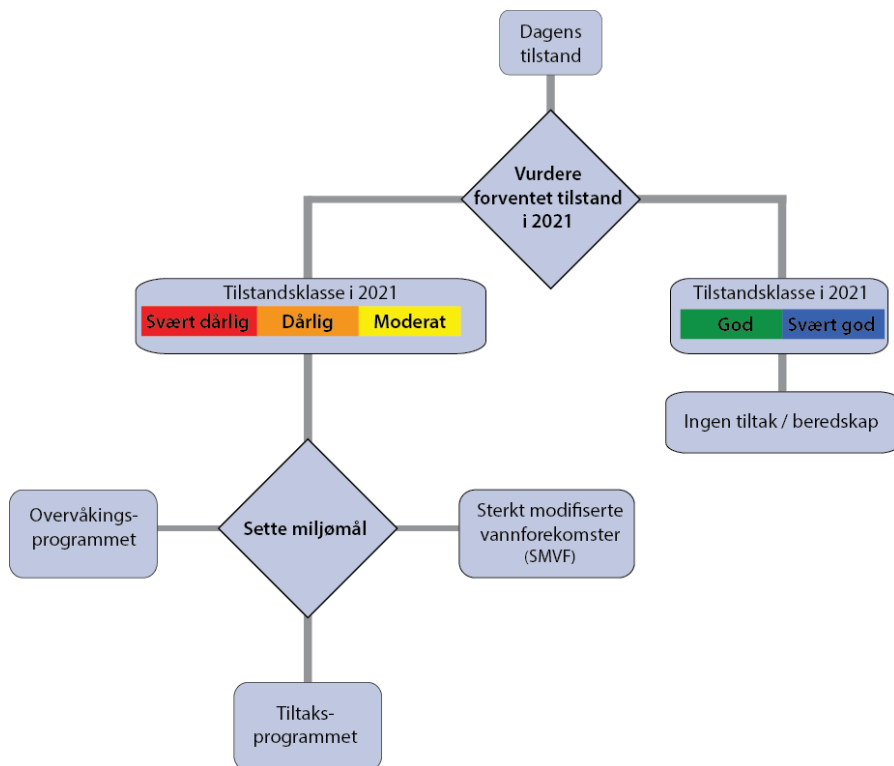 Dagens
tilstand
Vurdere
forventet tilstand
i 2021
Tilstandsklasse i 2021
Svært dårlig Dårlig Moderat
Tilstandsklasse i 2021
God Svært god
Ingen tiltak / beredskap
Overvåkings-
programmet
Sette miljømål
Sterkt modifiserte
vannforekomster
(SMVF)
Tiltaks-
programmet